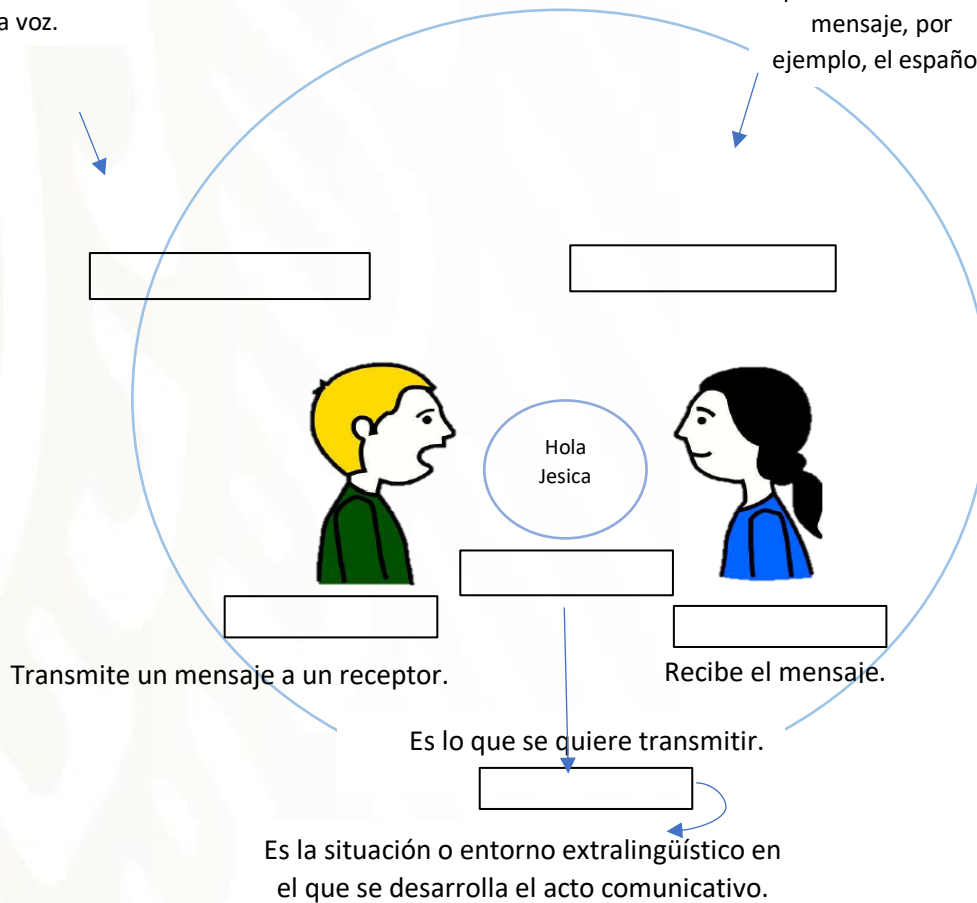 a voz.
mensaje, por
ejemplo, el españo
Hola
Jesica
Transmite un mensaje a un receptor.
Recibe el mensaje.
Es lo que se quiere transmitir.
Es la situación o entorno extralingüístico en
el que se desarrolla el acto comunicativo.